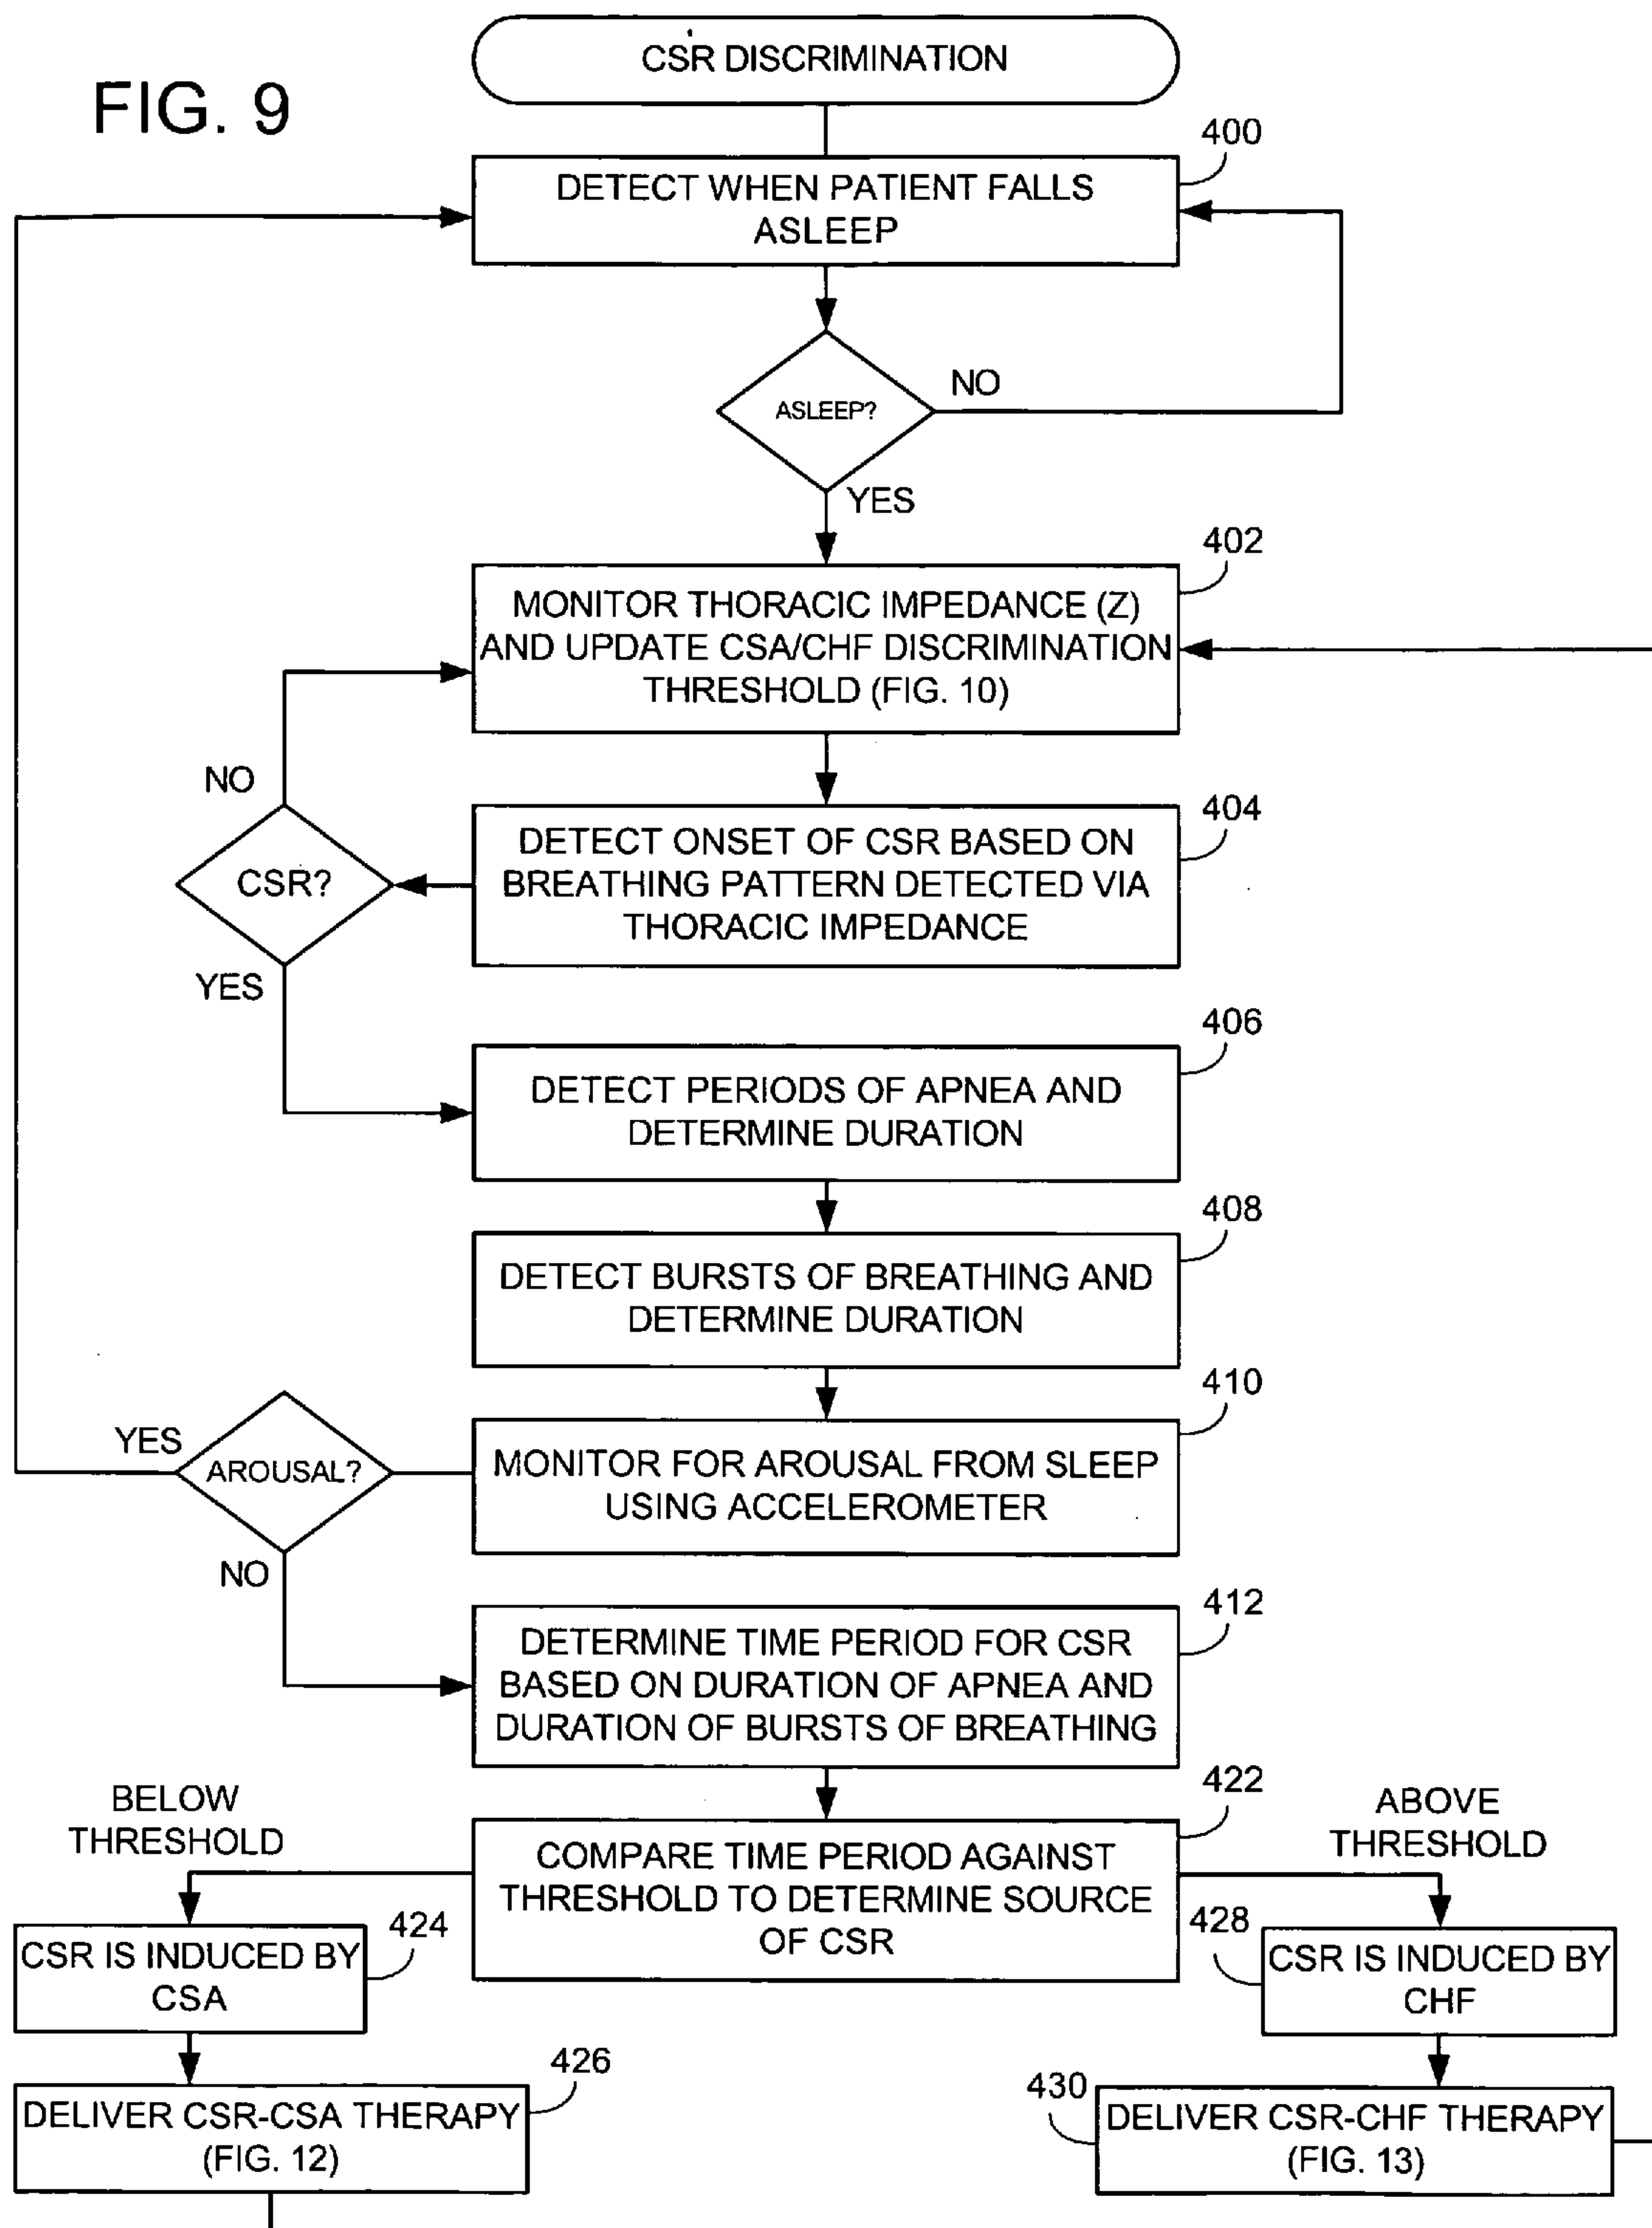 FIG. 9
CSR DISCRIMINATION
400
DETECT WHEN PATIENT FALLS
ASLEEP
ASLEEP?
NO
YES
402
MONITOR THORACIC IMPEDANCE (Z)
AND UPDATE CSA/CHF DISCRIMINATION
THRESHOLD (FIG. 10)
404
DETECT ONSET OF CSR BASED ON
BREATHING PATTERN DETECTED VIA
THORACIC IMPEDANCE
NO
CSR?
YES
406
DETECT PERIODS OF APNEA AND
DETERMINE DURATION
408
DETECT BURSTS OF BREATHING AND
DETERMINE DURATION
410
MONITOR FOR AROUSAL FROM SLEEP
USING ACCELEROMETER
YES
AROUSAL?
NO
412
DETERMINE TIME PERIOD FOR CSR
BASED ON DURATION OF APNEA AND
DURATION OF BURSTS OF BREATHING
422
COMPARE TIME PERIOD AGAINST
THRESHOLD TO DETERMINE SOURCE
OF CSR
BELOW
THRESHOLD
424
CSR IS INDUCED BY
CSA
426
DELIVER CSR-CSA THERAPY
(FIG. 12)
ABOVE
THRESHOLD
428
CSR IS INDUCED BY
CHF
430
DELIVER CSR-CHF THERAPY
(FIG. 13)